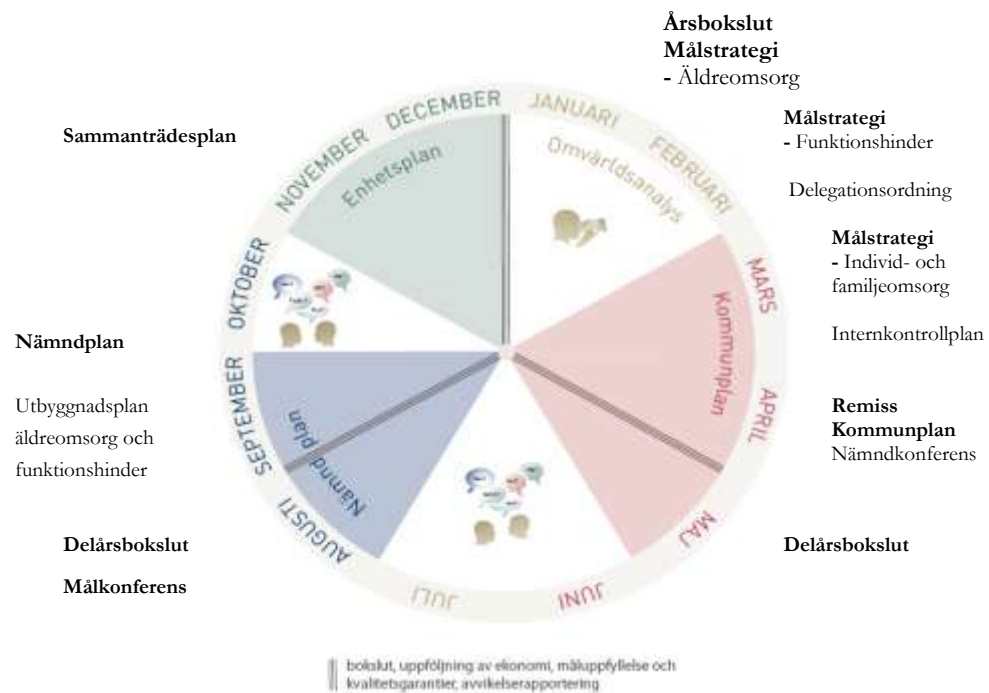 Årsbokslut
Målstrategi
- Äldreomsorg
Målstrategi
- Funktionshinder
Delegationsordning
Målstrategi
- Individ- och
familjeomsorg
Internkontrollplan
Remiss
Kommunplan
Nämndkonferens
Delårsbokslut
Delårsbokslut
Målkonferens
Nämndplan
Utbyggnadsplan
äldreomsorg och
funktionshinder
Sammanträdesplan
JANUARI
FEBRUARI
MARS
APRIL
MAJ
JUNI
JULI
AUGUSTI
SEPTEMBER
OKTOBER
NOVEMBER
DECEMBER
Omvärldsanalys
Kommunplan
Nämnd plan
Enhetsplan
bokslut, uppföljning av ekonomi, måluppfyllelse och
kvalitetsgarantier, avvikelserapportering